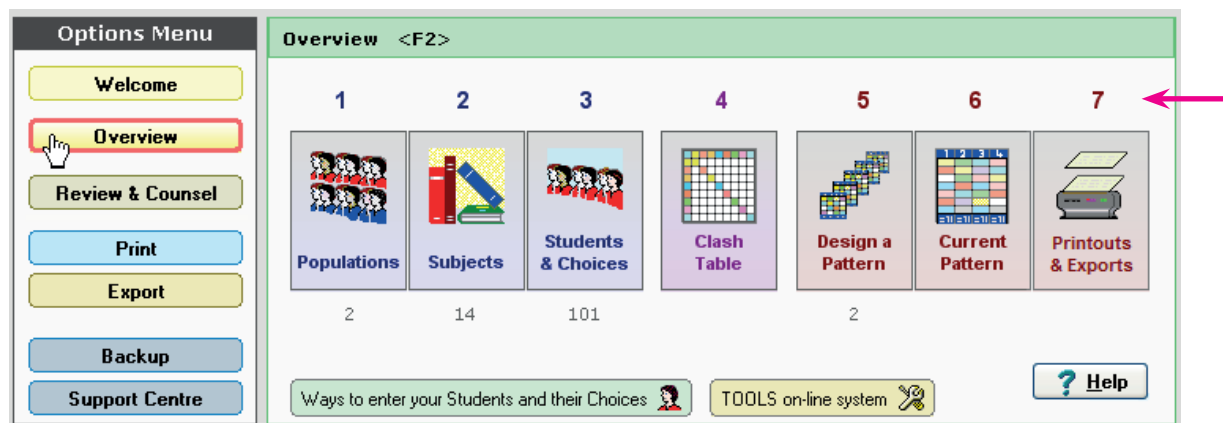 Options Menu
Welcome
Overview
Review & Counsel
Print
Export
Backup
Support Centre
Overview <F2>
1 2 3 4 5 6 7
Populations
Subjects
Students
& Choices
Clash
Table
Design a
Pattern
1 2 3 4
Current
Pattern
Printouts
& Exports
2 14 101 2
Ways to enter your Students and their Choices
TOOLS on-line system
? Help